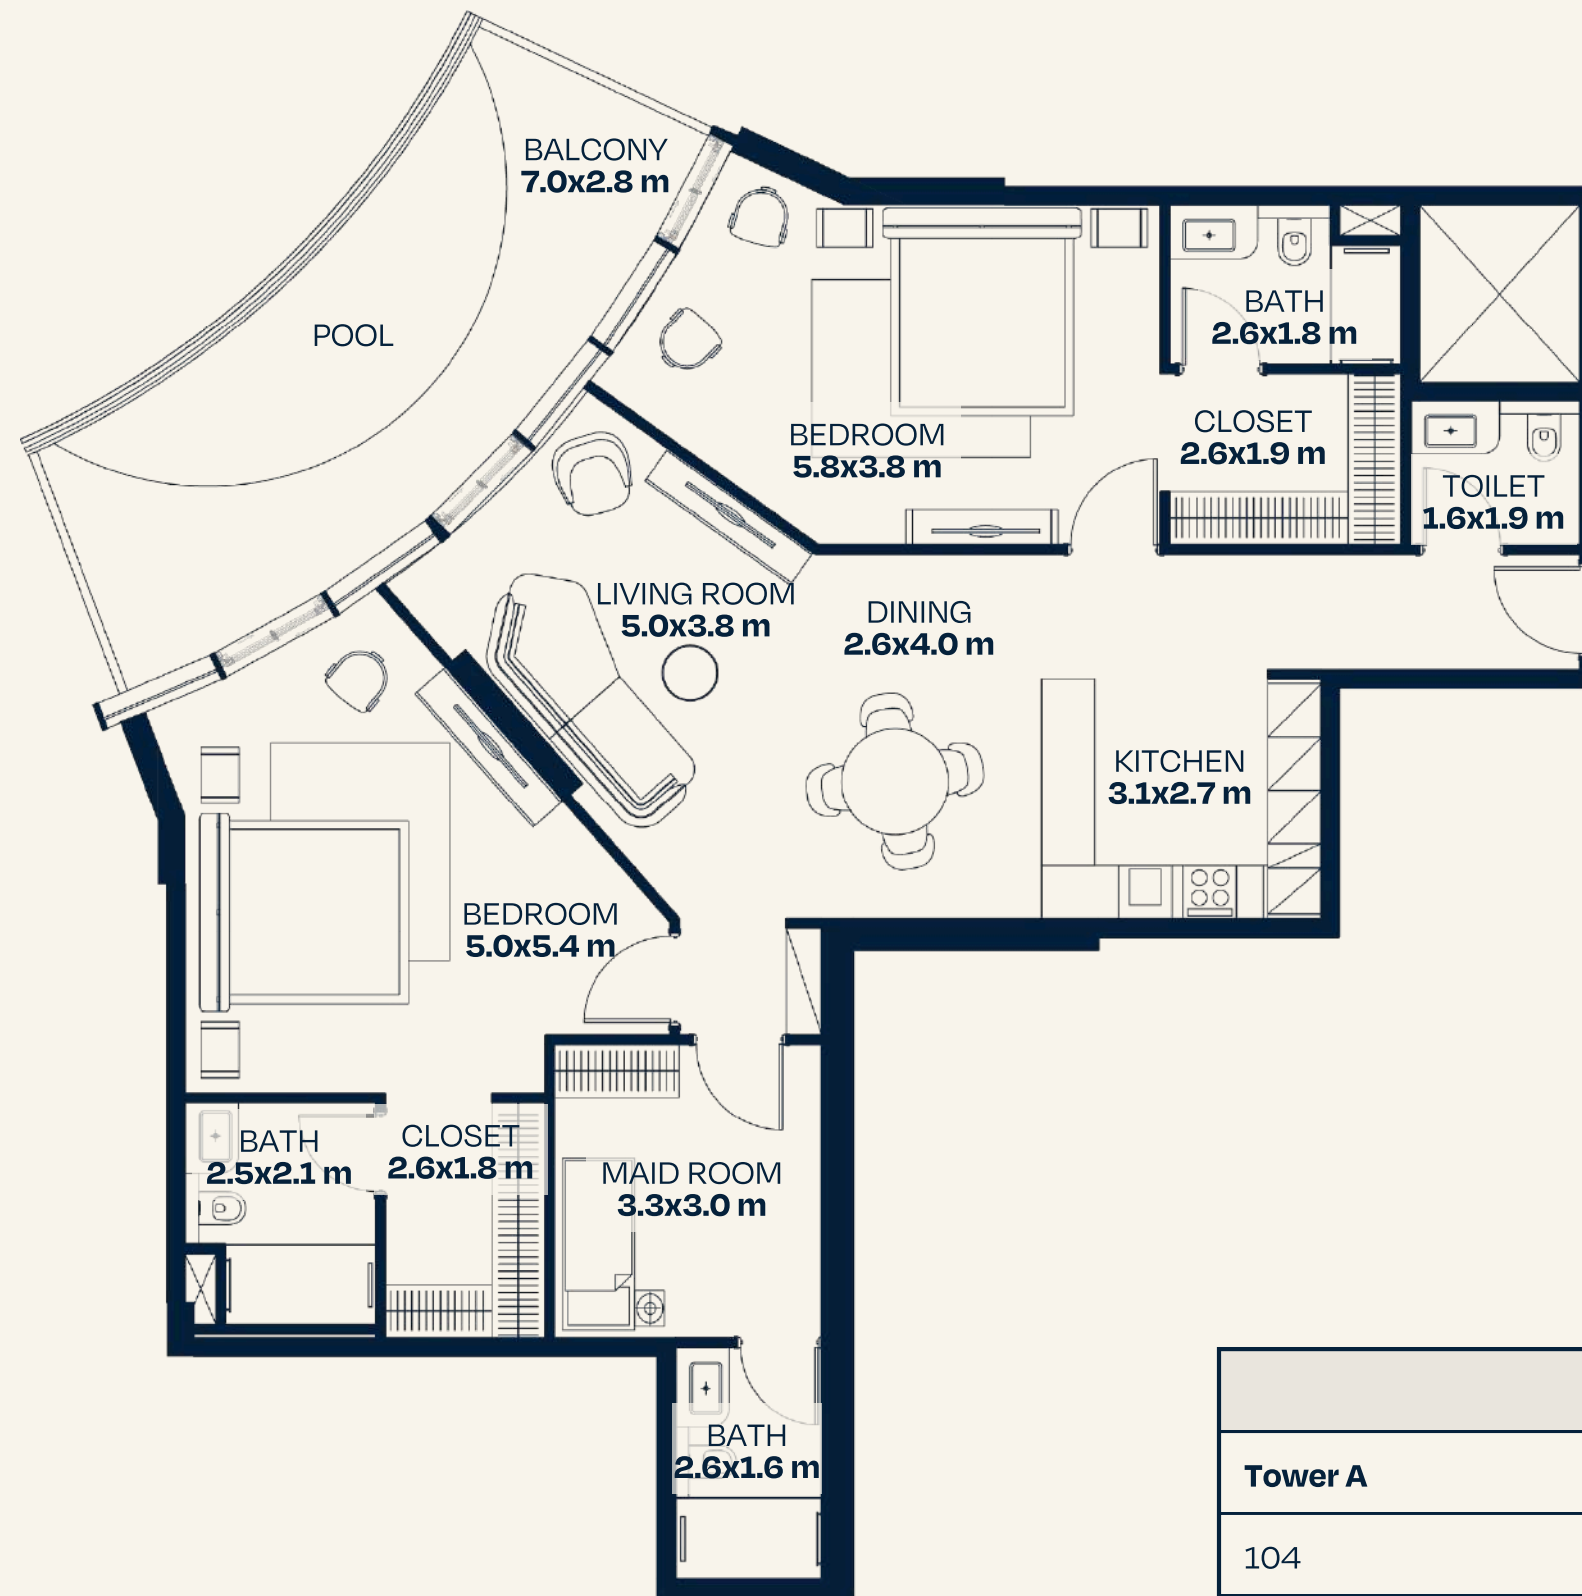 BALCONY
7.0x2.8 m
POOL
BATH
2.6x1.8 m
BEDROOM
5.8x3.8 m
CLOSET
2.6x1.9 m
TOILET
1.6x1.9 m
LIVING ROOM
5.0x3.8 m
DINING
2.6x4.0 m
KITCHEN
3.1x2.7 m
BEDROOM
5.0x5.4 m
BATH
2.5x2.1 m
CLOSET
2.6x1.8 m
MAID ROOM
3.3x3.0 m
BATH
2.6x1.6 m
Tower A
104